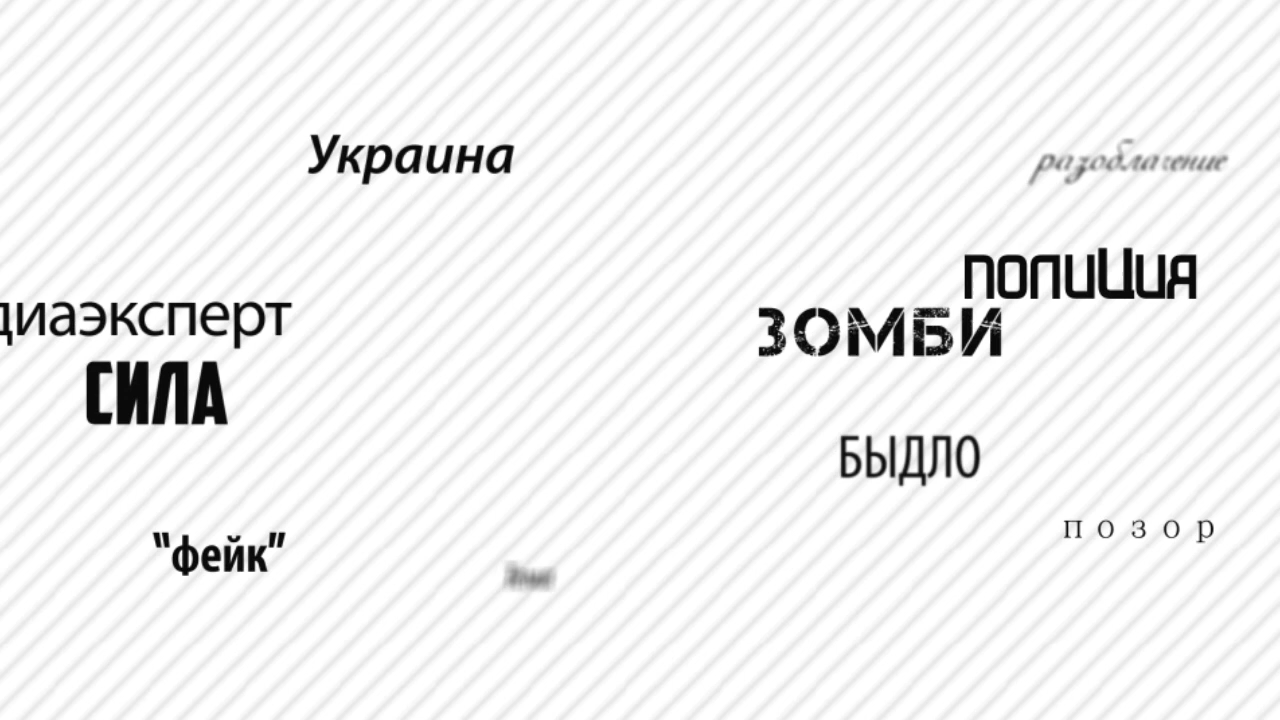 Украина
разоблачение
полиция
диаэксперт
ЗОМБИ
СИЛА
БЫДЛО
позор
“фейк”